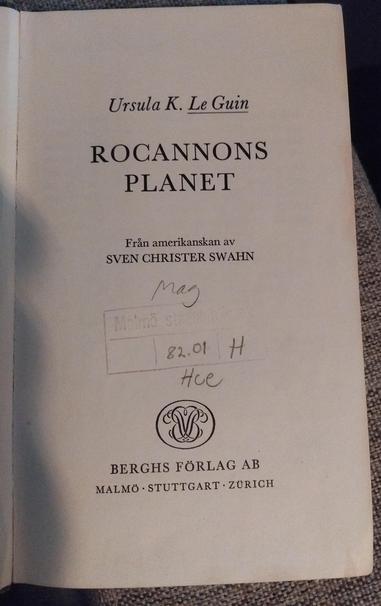 Ursula K. Le Guin
ROCANNONS
PLANET
Från amerikanskan av
SVEN CHRISTER SWAHN
Mag
Malmö
82.01 H
Hce
BERGHS FÖRLAG AB
MALMÖ · STUTTGART · ZÜRICH